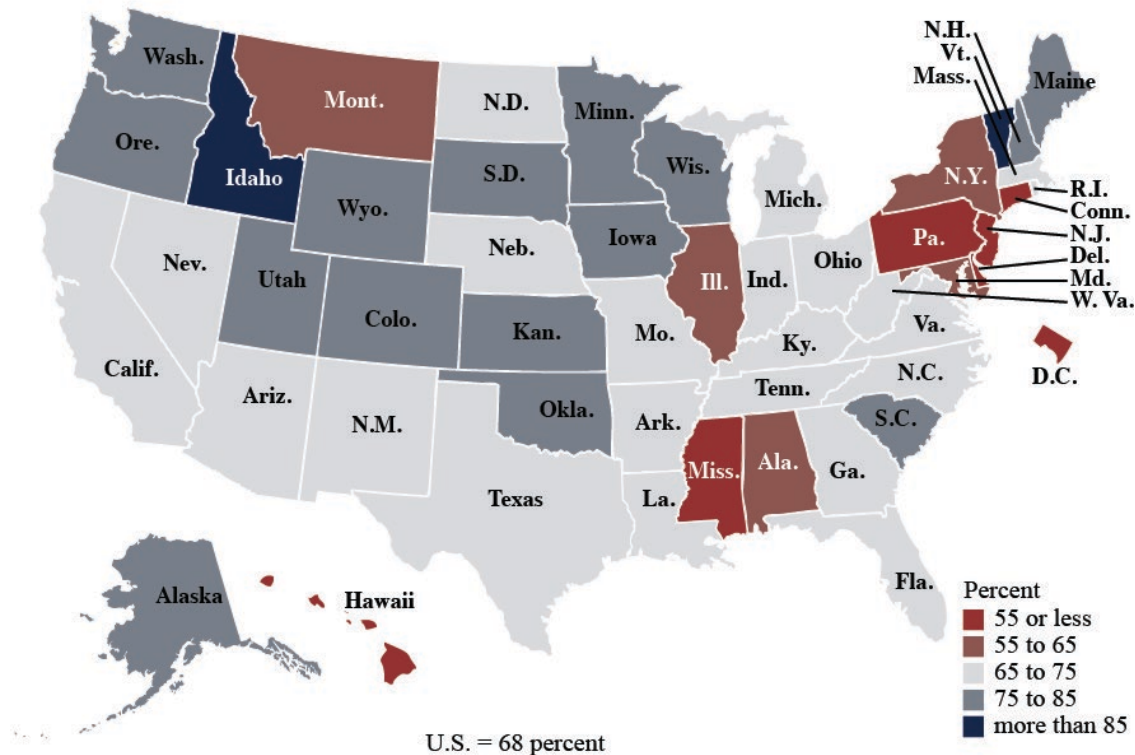 N.H.
Vt.
Mass.
Wash.
Maine
Mont.
N.D.
Minn.
Ore.
Idaho
S.D.
Wis.
N.Y.
Wyo.
Mich.
R.I.
Conn.
N.J.
Del.
Md.
W. Va.
Pa.
Iowa
Neb.
Nev.
Utah
Ill.
Ind.
Ohio
Colo.
Kan.
Mo.
Ky.
Va.
Calif.
D.C.
Ariz.
N.M.
Okla.
Ark.
Tenn.
N.C.
S.C.
Miss.
Ala.
Ga.
Texas
La.
Fla.
Alaska
Hawaii
Percent
55 or less
55 to 65
65 to 75
75 to 85
more than 85
U.S. = 68 percent